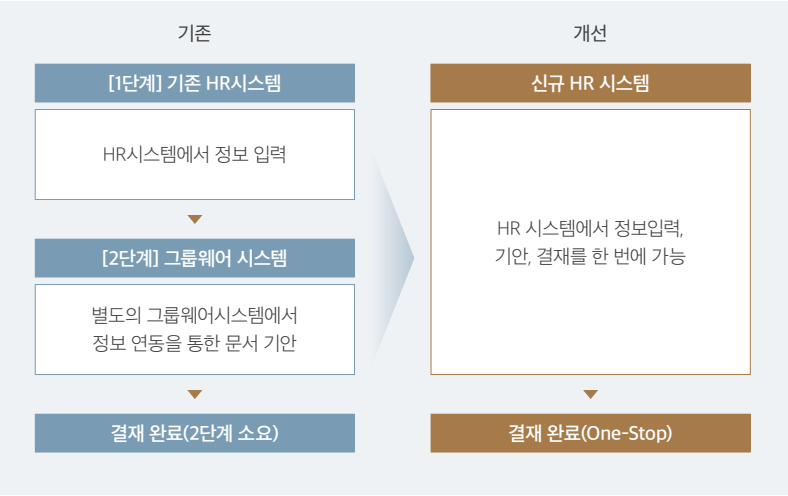 기존
[1단계] 기존 HR시스템
HR시스템에서 정보 입력
[2단계] 그룹웨어 시스템
별도의 그룹웨어시스템에서
정보 연동을 통한 문서 기안
결재 완료(2단계 소요)
개선
신규 HR 시스템
HR 시스템에서 정보입력,
기안, 결재를 한 번에 가능
결재 완료(One-Stop)